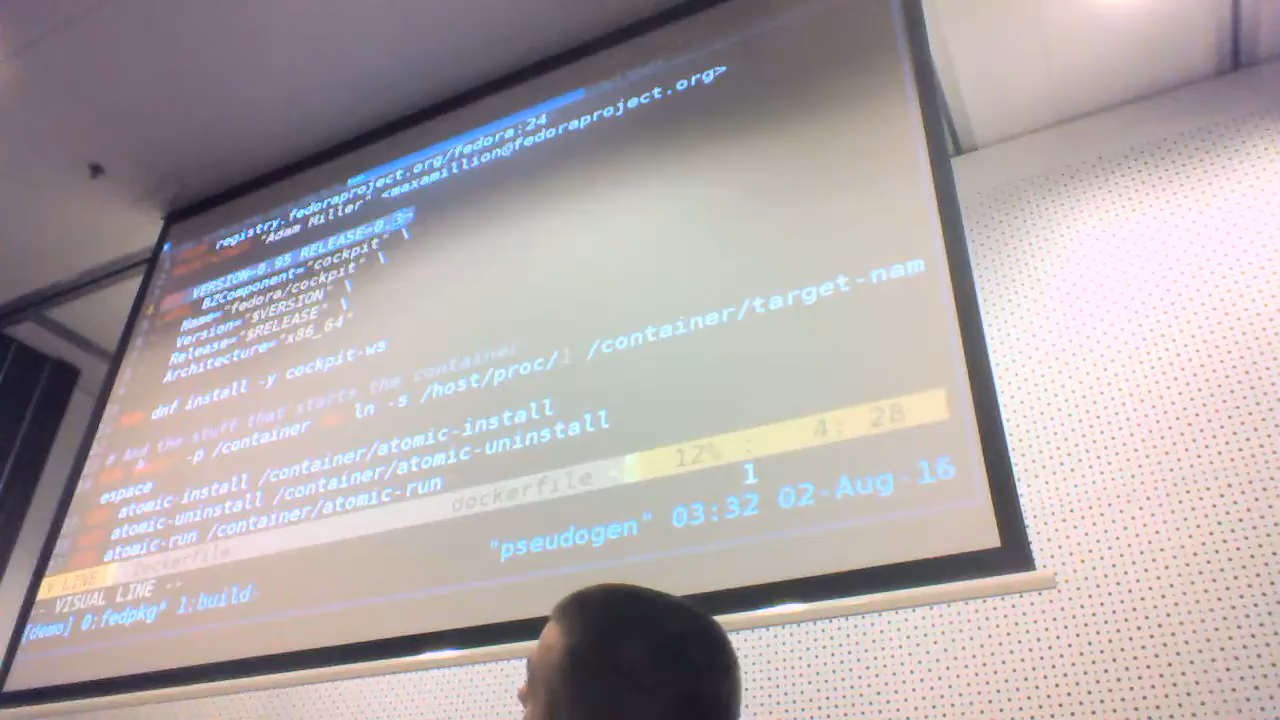 registry.fedoraproject.org/fedora:24
"Adam Miller" <maxamillion@fedoraproject.org>
VERSION=0.95 RELEASE=0.3
BZComponent="cockpit" \
Name="fedora/cockpit" \
Version="$VERSION" \
Release="$RELEASE" \
Architecture="x86_64"
dnf install -y cockpit-ws
# And the stuff that starts the container
-p /container ln -s /host/proc/1 /container/target-nam
espace
atomic-install /container/atomic-install
atomic-uninstall /container/atomic-uninstall
atomic-run /container/atomic-run
V LINE dockerfile dockerfile 12% : 4: 28
-- VISUAL LINE -- 1
[demo] 0:fedpkg* 1:build- "pseudogen" 03:32 02-Aug-16